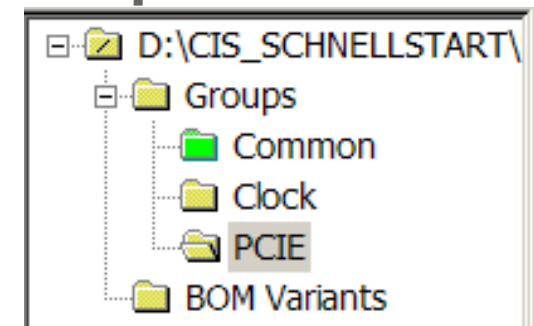 D:\CIS_SCHNELLSTART\
Groups
Common
Clock
PCIE
BOM Variants